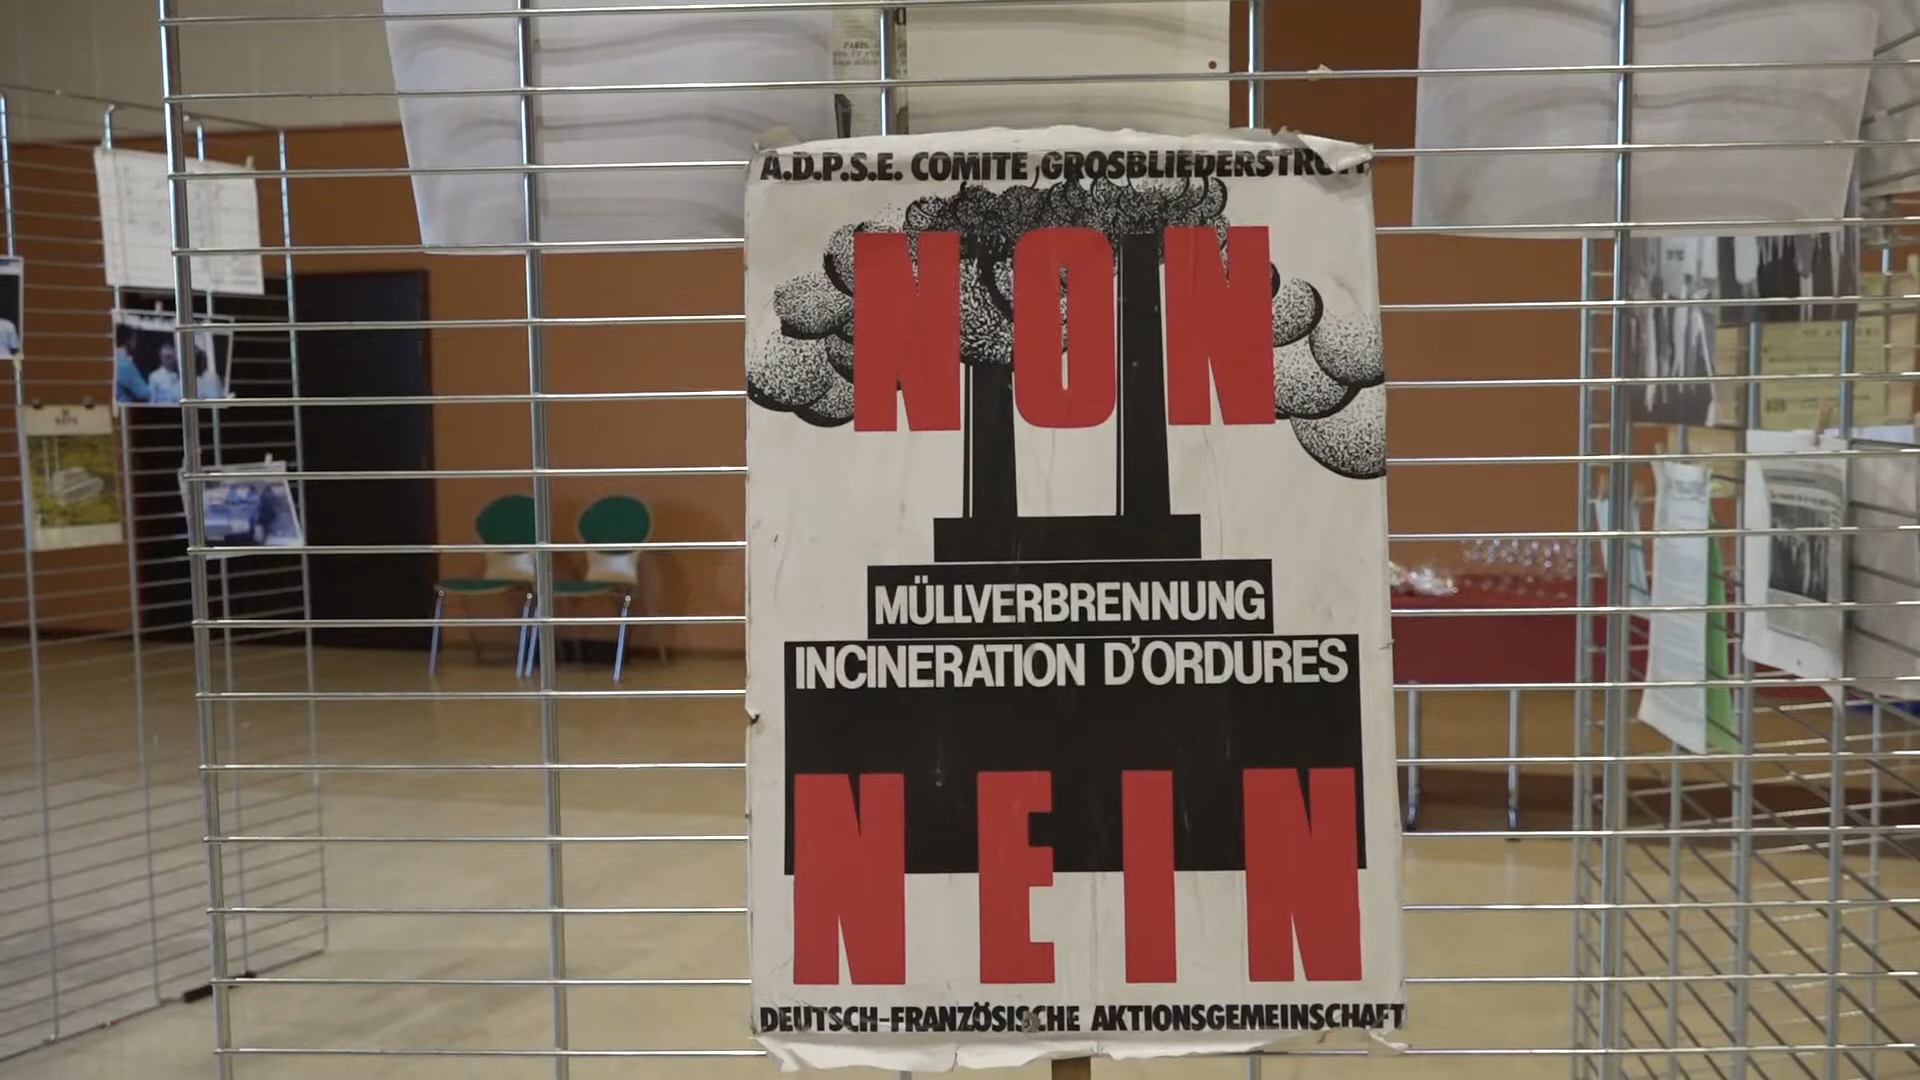 A.D.P.S.E. COMITE GROSBLIEDERSTROFF
NON
MÜLLVERBRENNUNG
INCINERATION D'ORDURES
NEIN
DEUTSCH-FRANZÖSISCHE AKTIONSGEMEINSCHAFT